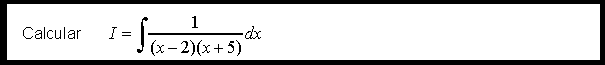 Calcular I = ∫ 1/((x – 2)(x + 5)) dx